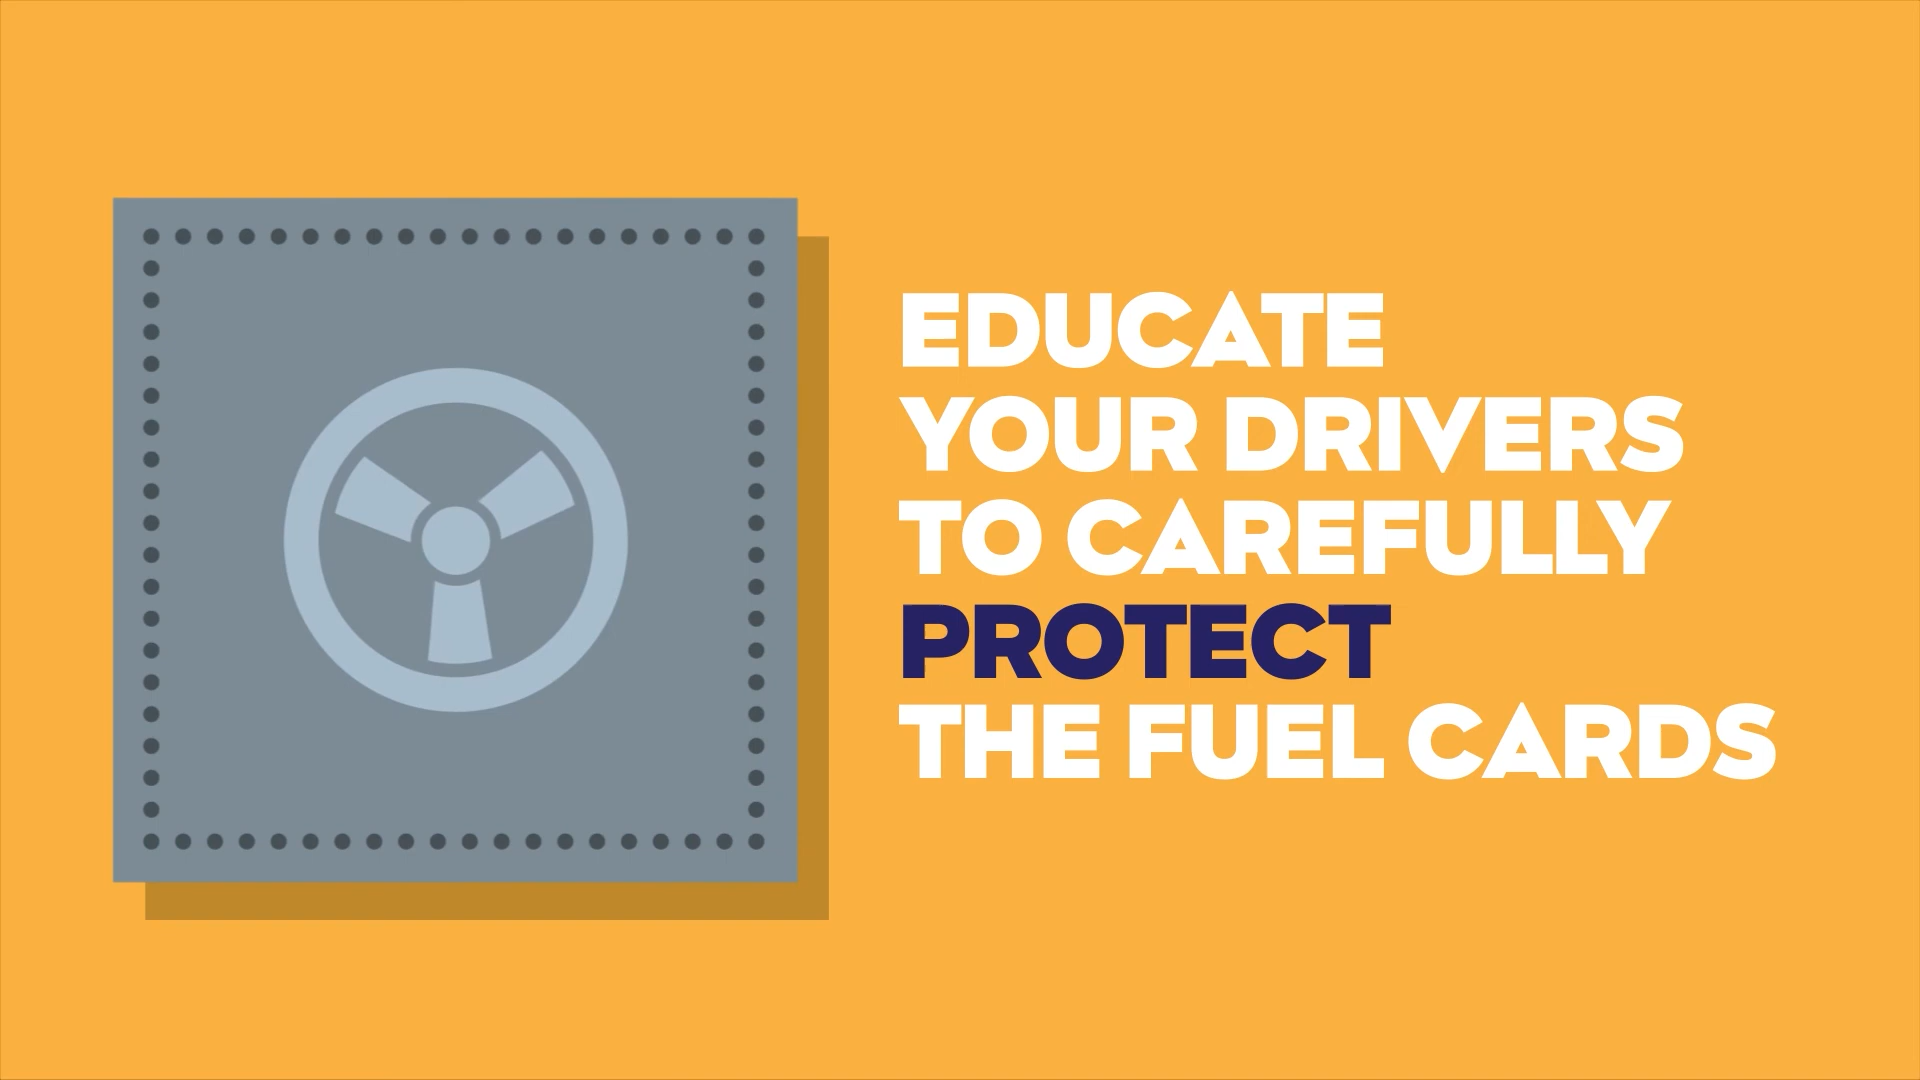 EDUCATE
YOUR DRIVERS
TO CAREFULLY
PROTECT
THE FUEL CARDS